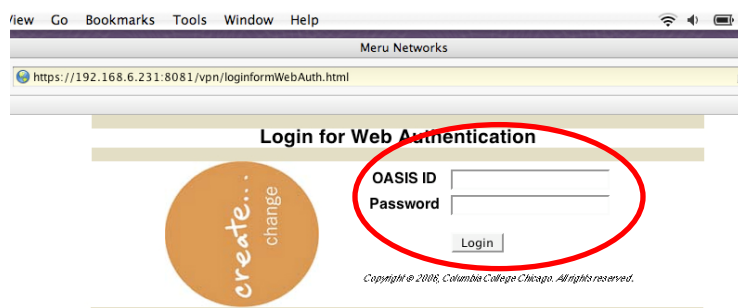 View Go Bookmarks Tools Window Help
Meru Networks
https://192.168.6.231:8081/vpn/loginformWebAuth.html
Login for Web Authentication
create...
change
OASIS ID
Password
Login
Copyright © 2006, Columbia College Chicago. All rights reserved.